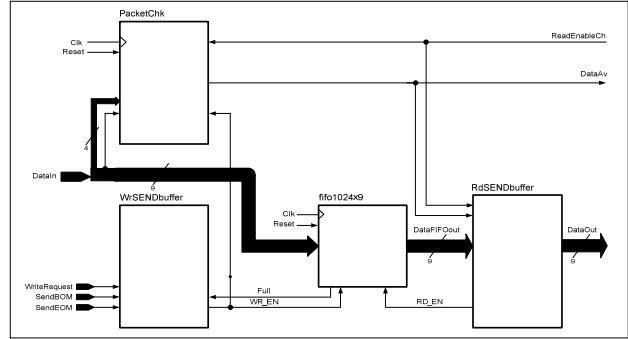 PacketChk
ReadEnableCh
Clk
Reset
DataAv
4
DataIn
9
WrSENDbuffer
fifo1024x9
RdSENDbuffer
Clk
Reset
DataFIFOout
DataOut
9
9
WriteRequest
SendBOM
SendEOM
Full
WR_EN
RD_EN